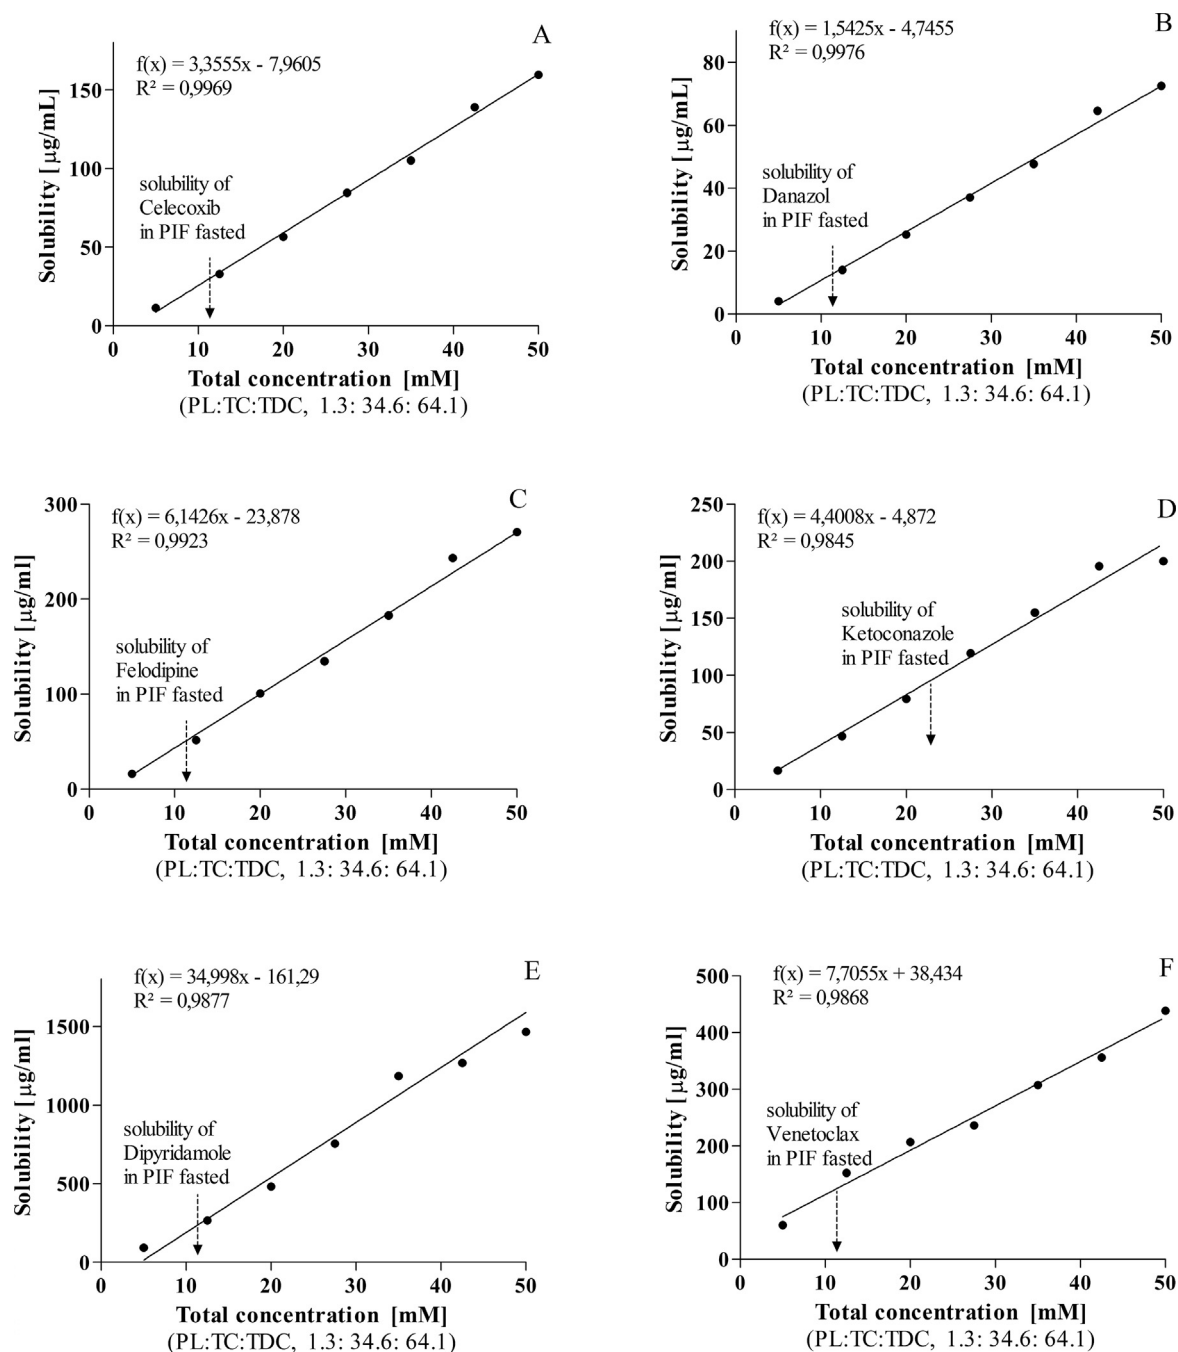 A
f(x) = 3,3555x - 7,9605
R² = 0,9969
150
100
50
0
Solubility [µg/mL]
solubility of
Celecoxib
in PIF fasted
0 10 20 30 40 50
Total concentration [mM]
(PL:TC:TDC, 1.3: 34.6: 64.1)
B
f(x) = 1,5425x - 4,7455
R² = 0,9976
80
60
40
20
0
Solubility [µg/mL]
solubility of
Danazol
in PIF fasted
0 10 20 30 40 50
Total concentration [mM]
(PL:TC:TDC, 1.3: 34.6: 64.1)
C
f(x) = 6,1426x - 23,878
R² = 0,9923
300
200
100
0
Solubility [µg/ml]
solubility of
Felodipine
in PIF fasted
0 10 20 30 40 50
Total concentration [mM]
(PL:TC:TDC, 1.3: 34.6: 64.1)
D
f(x) = 4,4008x - 4,872
R² = 0,9845
250
200
150
100
50
0
Solubility [µg/ml]
solubility of
Ketoconazole
in PIF fasted
0 10 20 30 40 50
Total concentration [mM]
(PL:TC:TDC, 1.3: 34.6: 64.1)
E
f(x) = 34,998x - 161,29
R² = 0,9877
1500
1000
500
0
Solubility [µg/ml]
solubility of
Dipyridamole
in PIF fasted
0 10 20 30 40 50
Total concentration [mM]
(PL:TC:TDC, 1.3: 34.6: 64.1)
F
f(x) = 7,7055x + 38,434
R² = 0,9868
500
400
300
200
100
0
Solubility [µg/ml]
solubility of
Venetoclax
in PIF fasted
0 10 20 30 40 50
Total concentration [mM]
(PL:TC:TDC, 1.3: 34.6: 64.1)